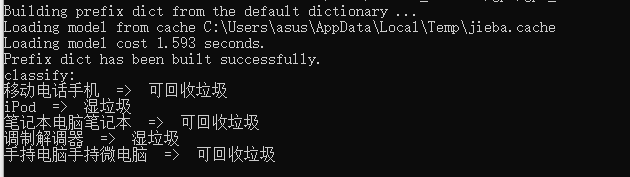 Building prefix dict from the default dictionary ...
Loading model from cache C:\Users\asus\AppData\Local\Temp\jieba.cache
Loading model cost 1.593 seconds.
Prefix dict has been built successfully.
classify:
移动电话手机 => 可回收垃圾
iPod => 湿垃圾
笔记本电脑笔记本 => 可回收垃圾
调制解调器 => 湿垃圾
手持电脑手持微电脑 => 可回收垃圾